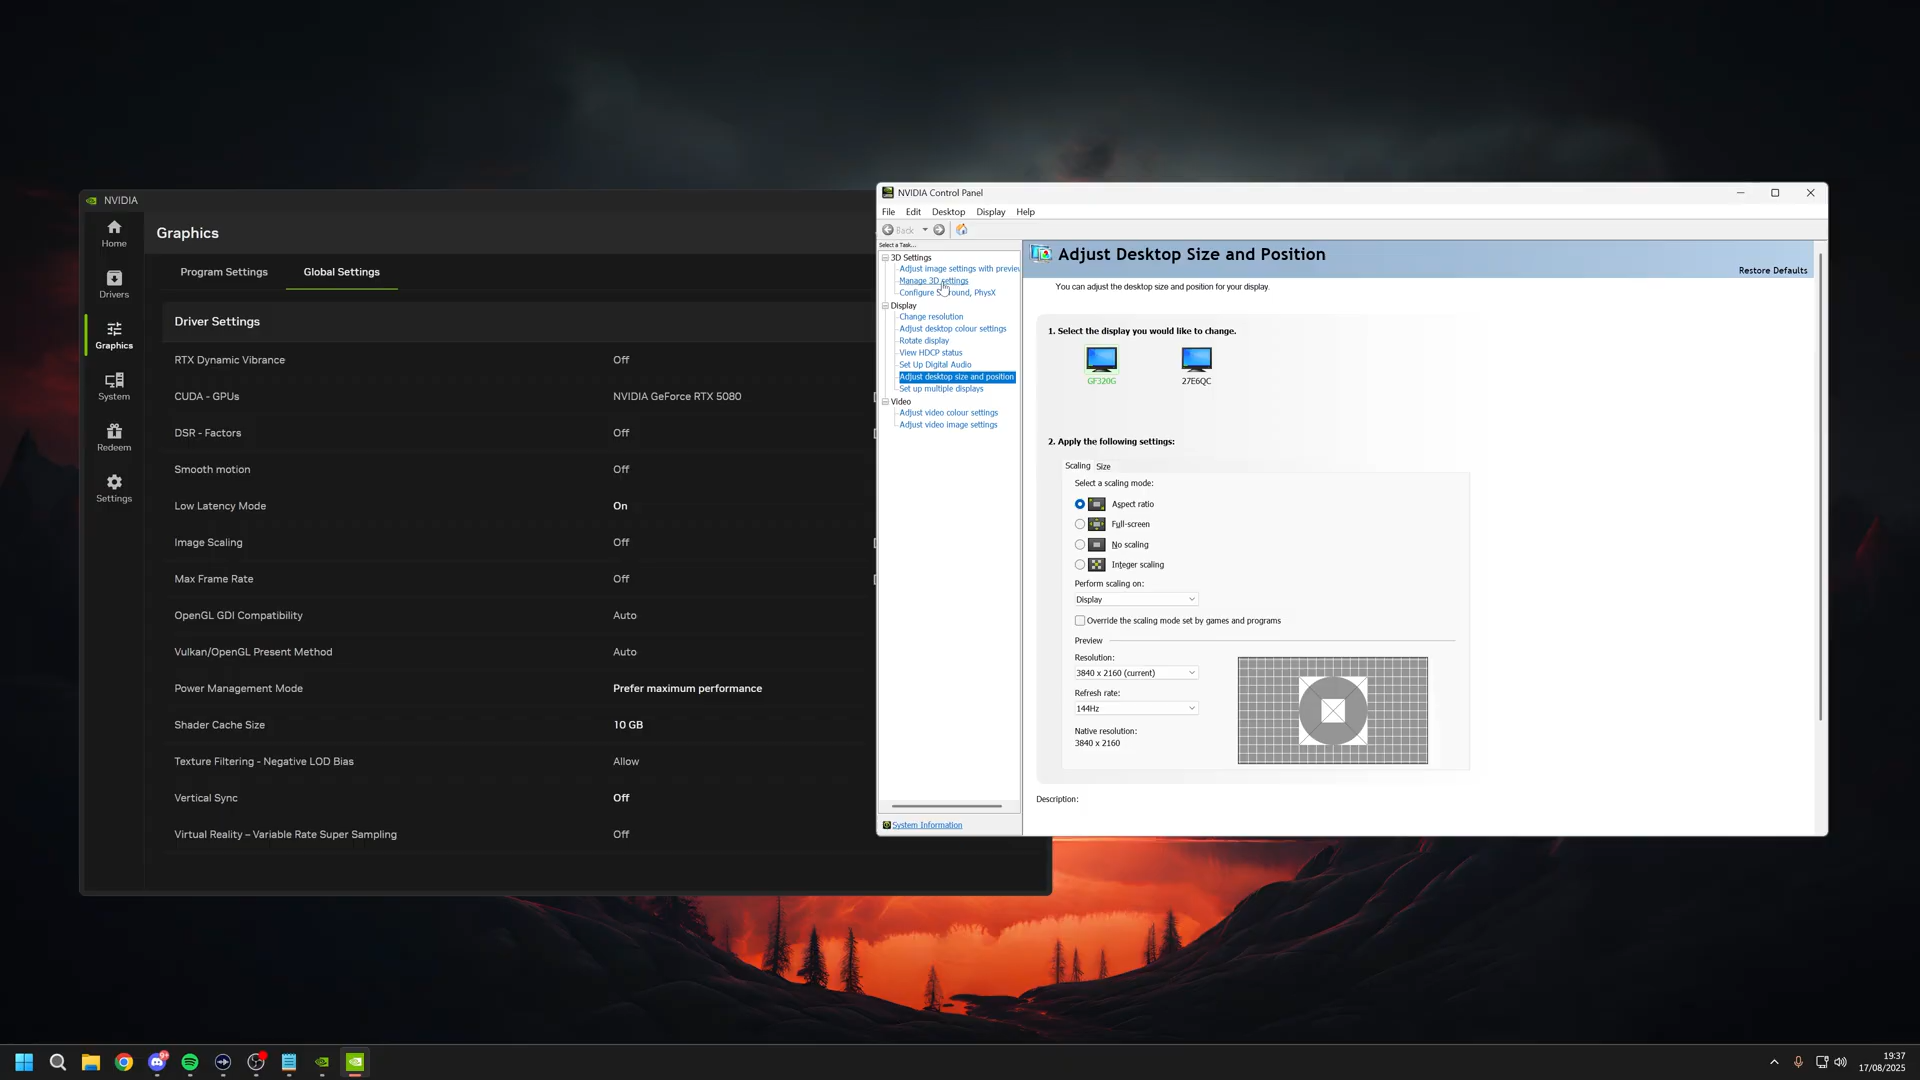 NVIDIA
Home
Drivers
Graphics
System
Redeem
Settings
Graphics
Program Settings
Global Settings
Driver Settings
RTX Dynamic Vibrance Off
CUDA - GPUs NVIDIA GeForce RTX 5080
DSR - Factors Off
Smooth motion Off
Low Latency Mode On
Image Scaling Off
Max Frame Rate Off
OpenGL GDI Compatibility Auto
Vulkan/OpenGL Present Method Auto
Power Management Mode Prefer maximum performance
Shader Cache Size 10 GB
Texture Filtering - Negative LOD Bias Allow
Vertical Sync Off
Virtual Reality – Variable Rate Super Sampling Off
NVIDIA Control Panel
File Edit Desktop Display Help
Back
Select a Task...
3D Settings
Adjust image settings with preview
Manage 3D settings
Configure Surround, PhysX
Display
Change resolution
Adjust desktop colour settings
Rotate display
View HDCP status
Set Up Digital Audio
Adjust desktop size and position
Set up multiple displays
Video
Adjust video colour settings
Adjust video image settings
System Information
Adjust Desktop Size and Position
Restore Defaults
You can adjust the desktop size and position for your display.
1. Select the display you would like to change.
GF320G 27E6QC
2. Apply the following settings:
Scaling Size
Select a scaling mode:
Aspect ratio
Full-screen
No scaling
Integer scaling
Perform scaling on:
Display
Override the scaling mode set by games and programs
Preview
Resolution:
3840 x 2160 (current)
Refresh rate:
144Hz
Native resolution:
3840 x 2160
Description:
19:37
17/08/2025